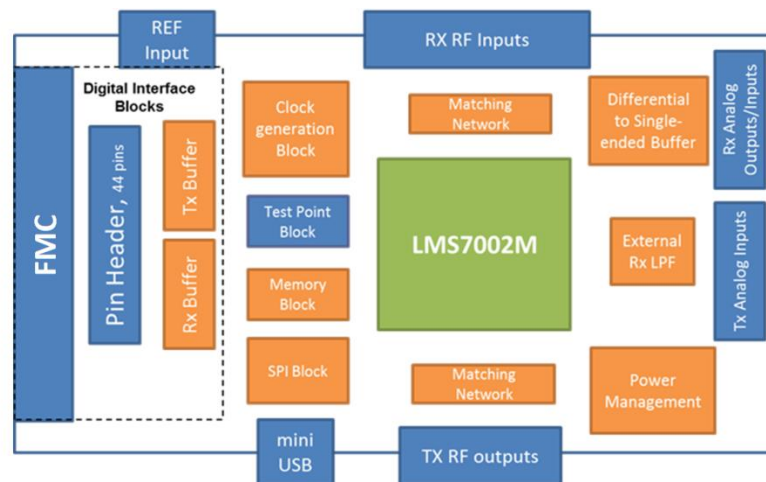 REF
Input
RX RF Inputs
Digital Interface
Blocks
FMC
Pin Header, 44 pins
Tx Buffer
Rx Buffer
Clock
generation
Block
Test Point
Block
Memory
Block
SPI Block
mini
USB
Matching
Network
LMS7002M
Matching
Network
TX RF outputs
Differential
to Single-
ended Buffer
External
Rx LPF
Power
Management
Rx Analog
Outputs/Inputs
Tx Analog Inputs